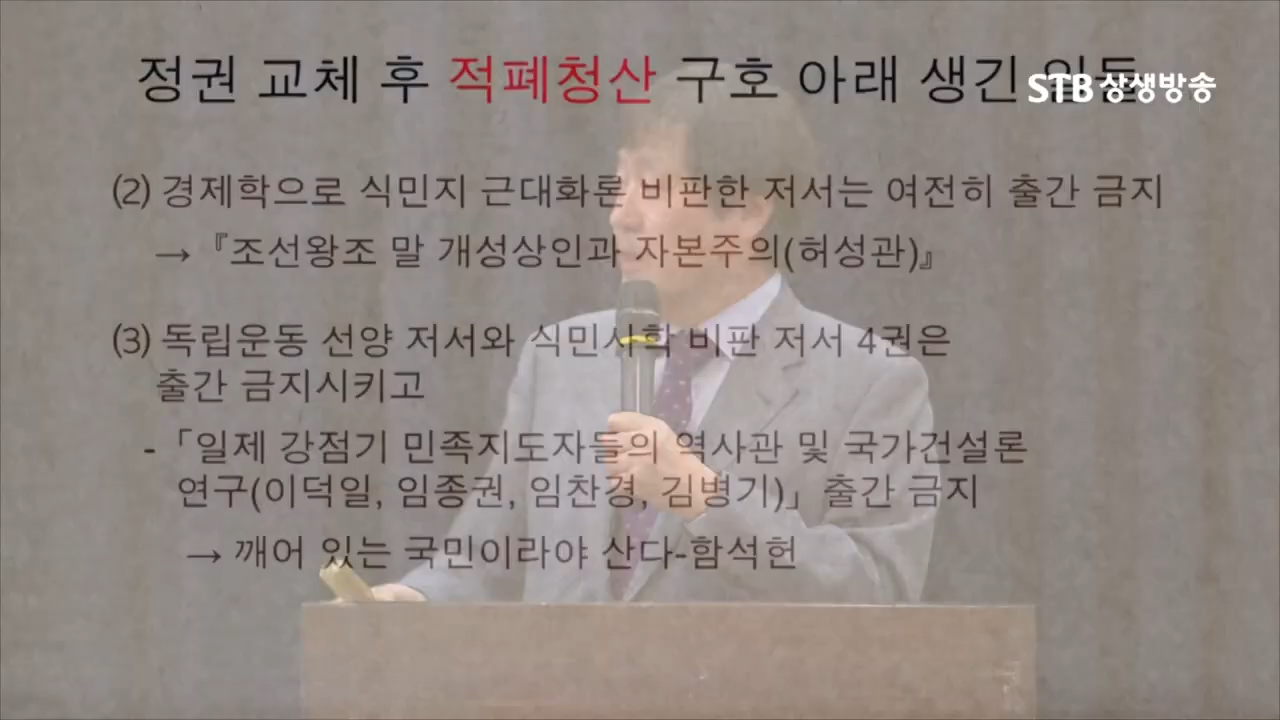 정권 교체 후 적폐청산 구호 아래 생긴 일들
STB 상생방송
(2) 경제학으로 식민지 근대화론 비판한 저서는 여전히 출간 금지
→ 『조선왕조 말 개성상인과 자본주의(허성관)』
(3) 독립운동 선양 저서와 식민사학 비판 저서 4권은
출간 금지시키고
- 「일제 강점기 민족지도자들의 역사관 및 국가건설론
연구(이덕일, 임종권, 임찬경, 김병기)」 출간 금지
→ 깨어 있는 국민이라야 산다-함석헌